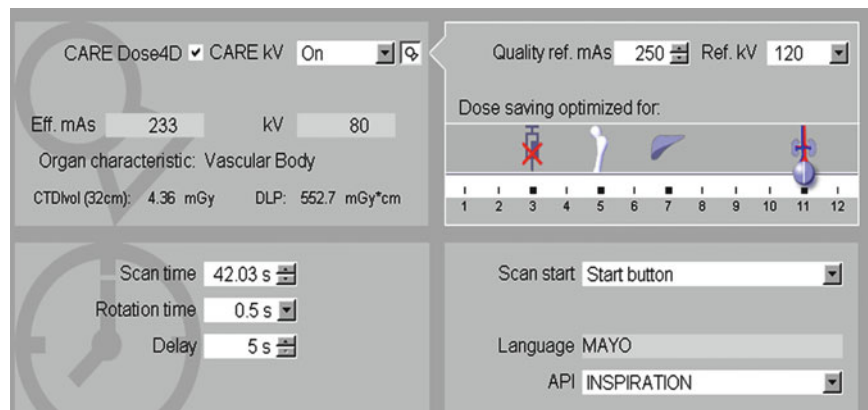 CARE Dose4D CARE kV On
Eff. mAs 233 kV 80
Organ characteristic: Vascular Body
CTDIvol (32cm): 4.36 mGy DLP: 552.7 mGy*cm
Quality ref. mAs 250 Ref. kV 120
Dose saving optimized for:
1 2 3 4 5 6 7 8 9 10 11 12
Scan time 42.03 s
Rotation time 0.5 s
Delay 5 s
Scan start Start button
Language MAYO
API INSPIRATION